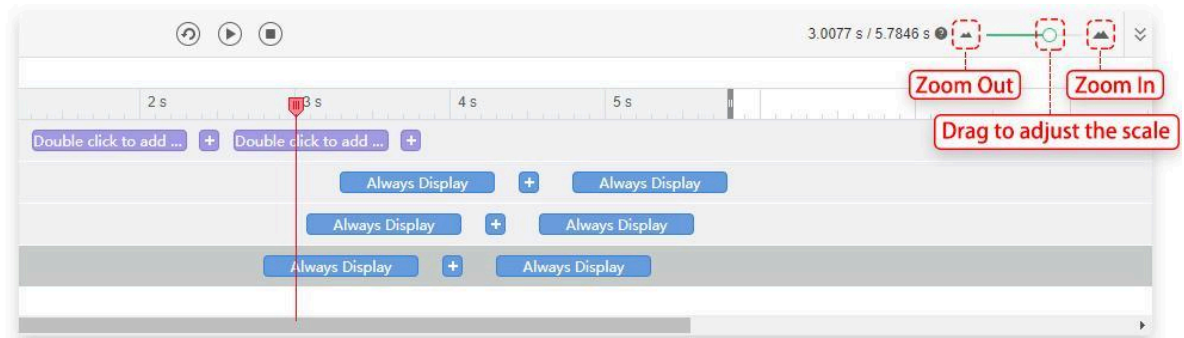 3.0077 s / 5.7846 s ?
Zoom Out
Zoom In
2 s 3 s 4 s 5 s
Drag to adjust the scale
Double click to add ... + Double click to add ... +
Always Display + Always Display
Always Display + Always Display
Always Display + Always Display